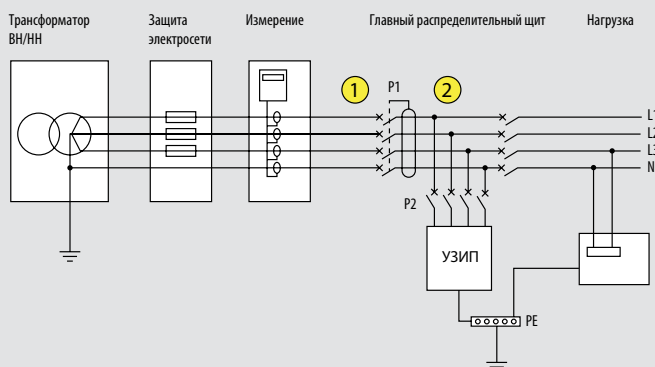 Трансформатор
ВН/НН
Защита
электросети
Измерение
Главный распределительный щит
Нагрузка
1
P1
2
L1
L2
L3
N
P2
УЗИП
PE